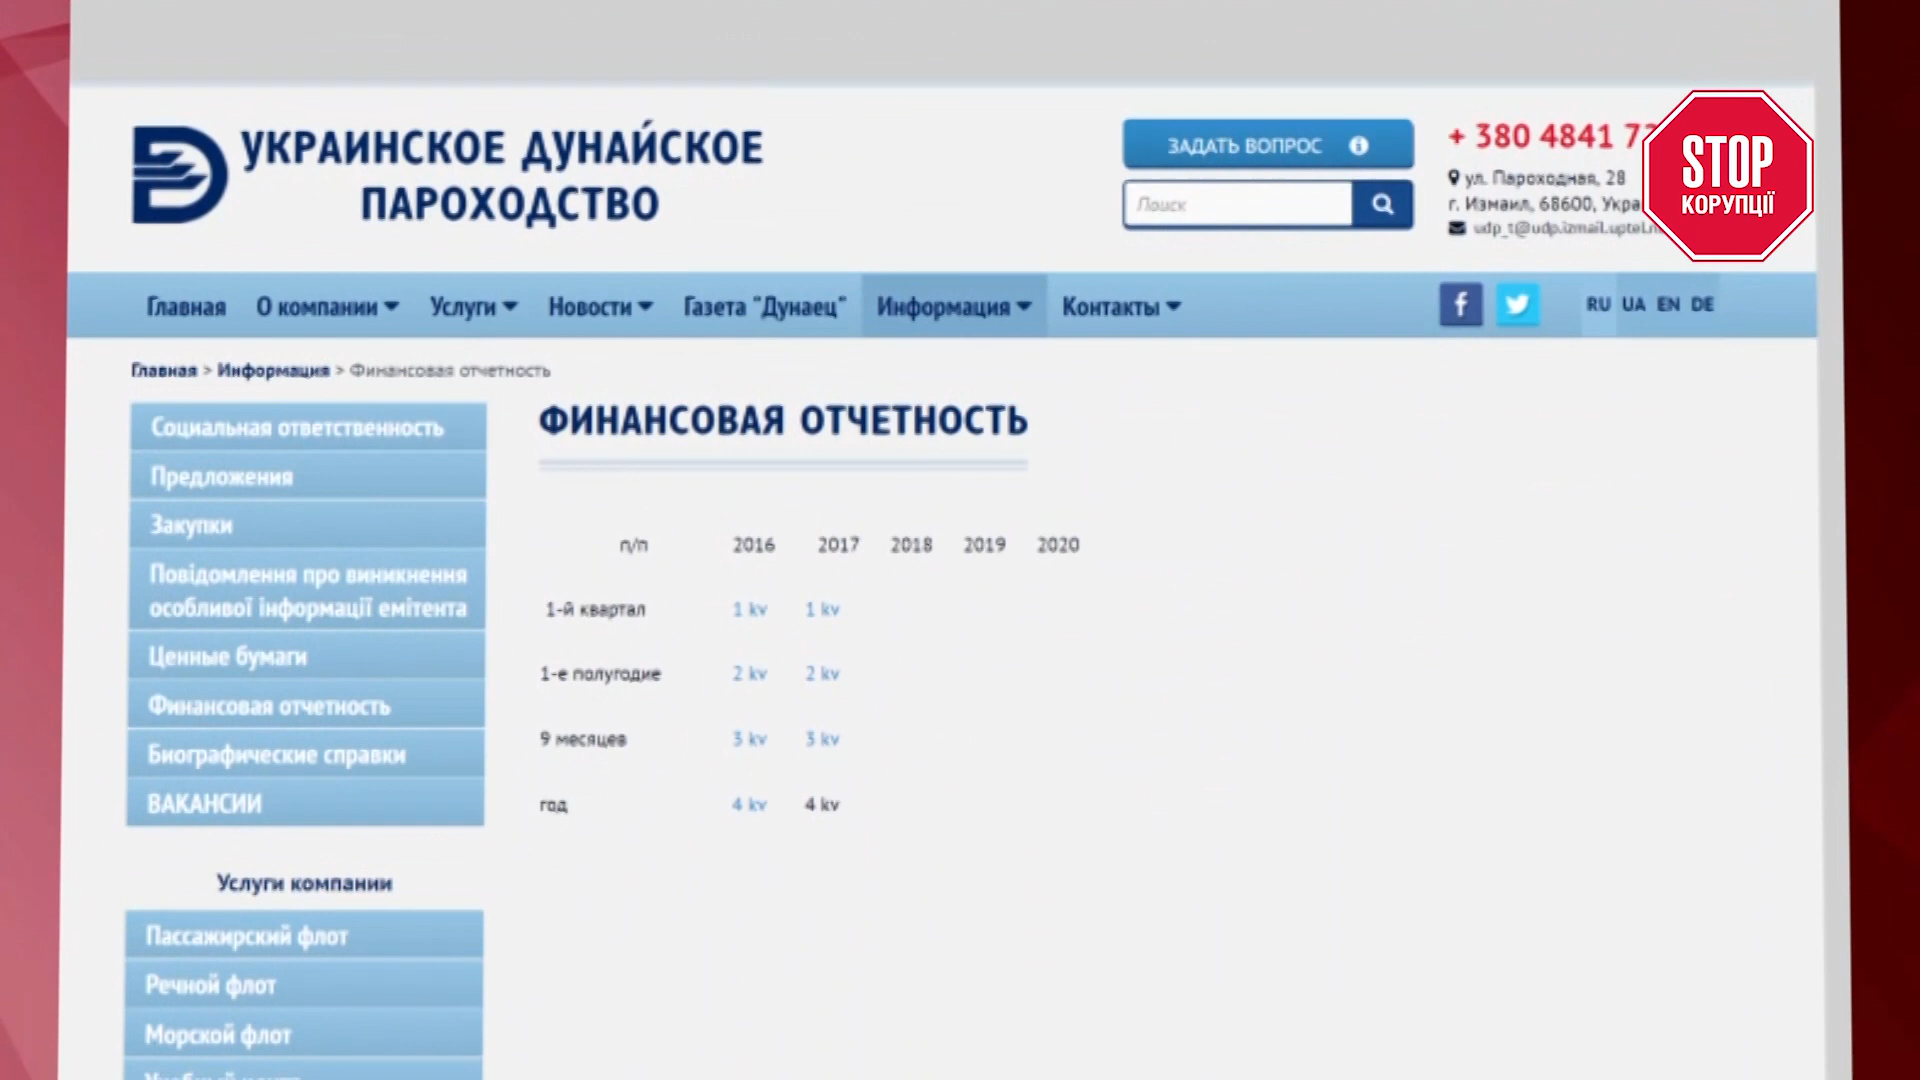 УКРАИНСКОЕ ДУНАЙСКОЕ
ПАРОХОДСТВО
ЗАДАТЬ ВОПРОС
Поиск
+ 380 4841
ул. Пароходная, 28
г. Измаил, 68600,
STOP
КОРУПЦІЇ
Главная О компании Услуги Новости Газета "Дунаец" Информация Контакты
RU UA EN DE
Главная > Информация > Финансовая отчетность
Социальная ответственность
Предложения
Закупки
Повідомлення про виникнення
особливої інформації емітента
Ценные бумаги
Финансовая отчетность
Биографические справки
ВАКАНСИИ
ФИНАНСОВАЯ ОТЧЕТНОСТЬ
п/п 2016 2017 2018 2019 2020
1-й квартал 1 kv 1 kv
1-е полугодие 2 kv 2 kv
9 месяцев 3 kv 3 kv
год 4 kv 4 kv
Услуги компании
Пассажирский флот
Речной флот
Морской флот